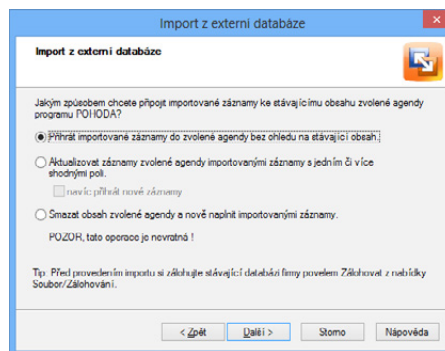 Import z externí databáze
Import z externí databáze
Jakým způsobem chcete připojit importované záznamy ke stávajícímu obsahu zvolené agendy
programu POHODA?
Přihrát importované záznamy do zvolené agendy bez ohledu na stávající obsah.
Aktualizovat záznamy zvolené agendy importovanými záznamy s jedním či více
shodnými poli.
navíc přihrát nové záznamy
Smazat obsah zvolené agendy a nově naplnit importovanými záznamy.
POZOR, tato operace je nevratná !
Tip: Před provedením importu si zálohujte stávající databázi firmy povelem Zálohovat z nabídky
Soubor/Zálohování.
< Zpět Další > Storno Nápověda